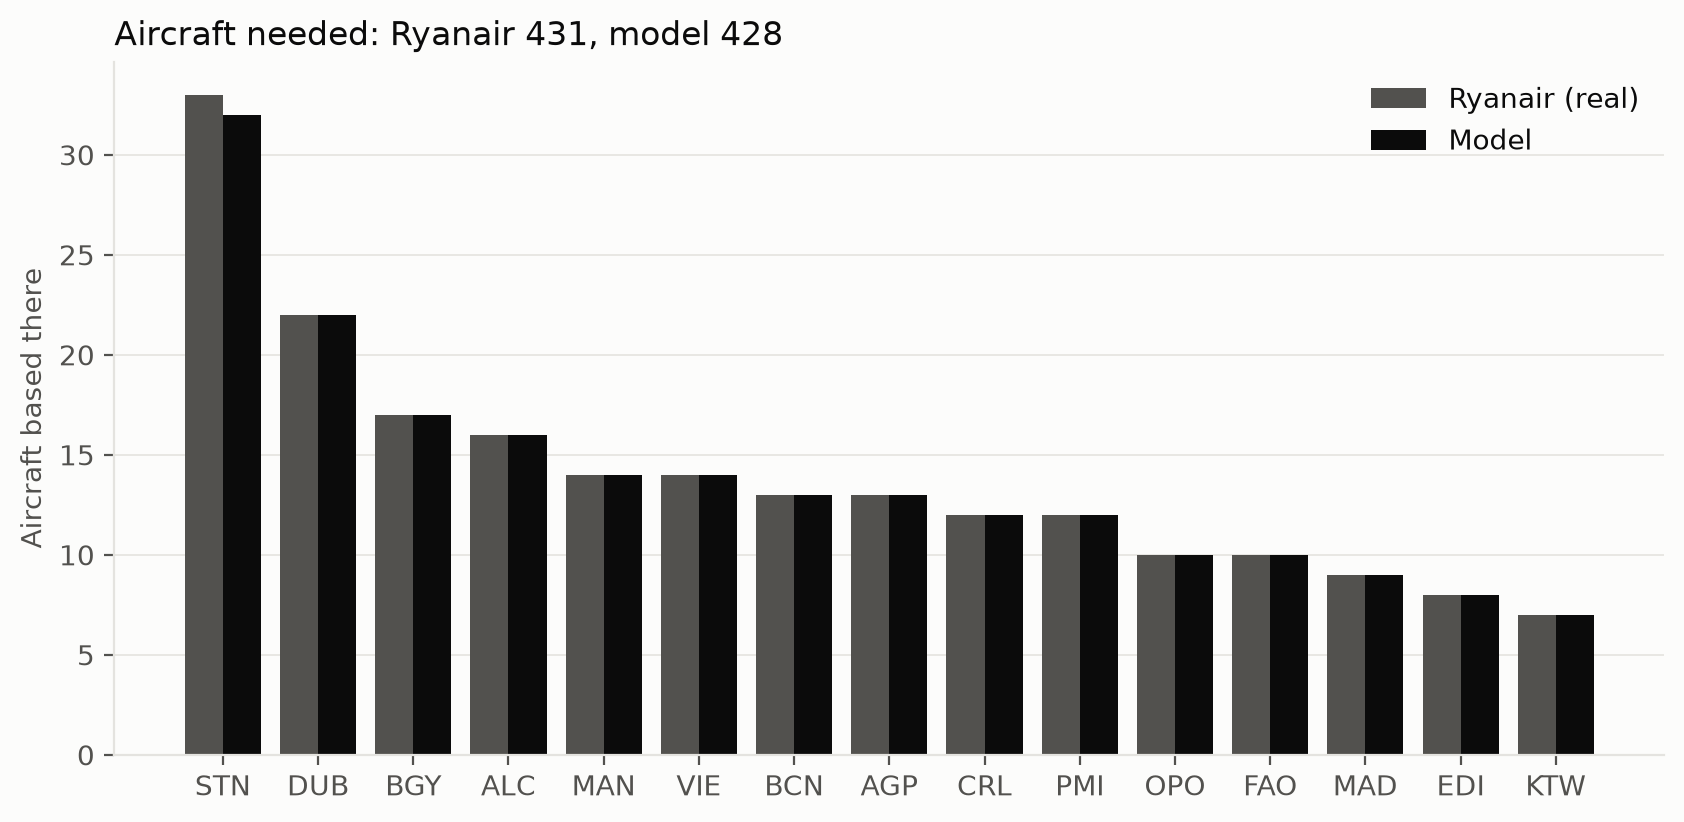 Aircraft needed: Ryanair 431, model 428
Ryanair (real)
Model
Aircraft based there
30
25
20
15
10
5
0
STN DUB BGY ALC MAN VIE BCN AGP CRL PMI OPO FAO MAD EDI KTW